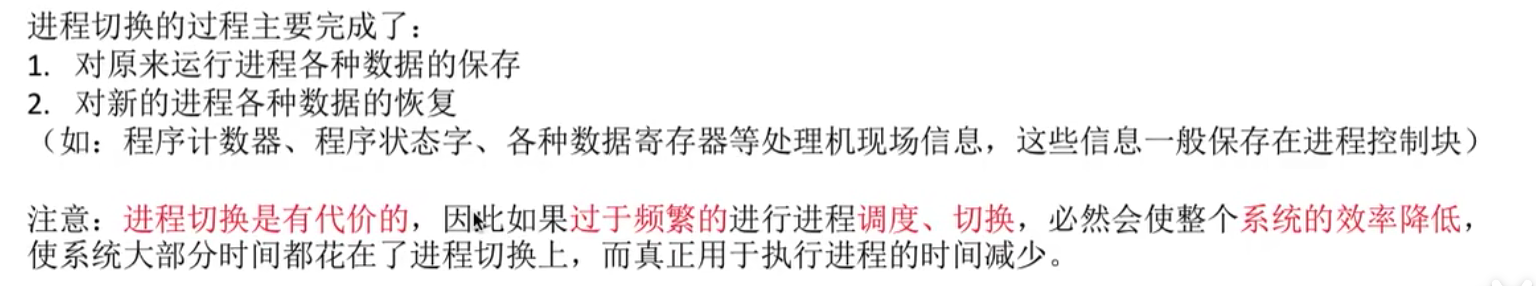 进程切换的过程主要完成了：
1. 对原来运行进程各种数据的保存
2. 对新的进程各种数据的恢复
（如：程序计数器、程序状态字、各种数据寄存器等处理机现场信息，这些信息一般保存在进程控制块）
注意：进程切换是有代价的，因此如果过于频繁的进行进程调度、切换，必然会使整个系统的效率降低，
使系统大部分时间都花在了进程切换上，而真正用于执行进程的时间减少。